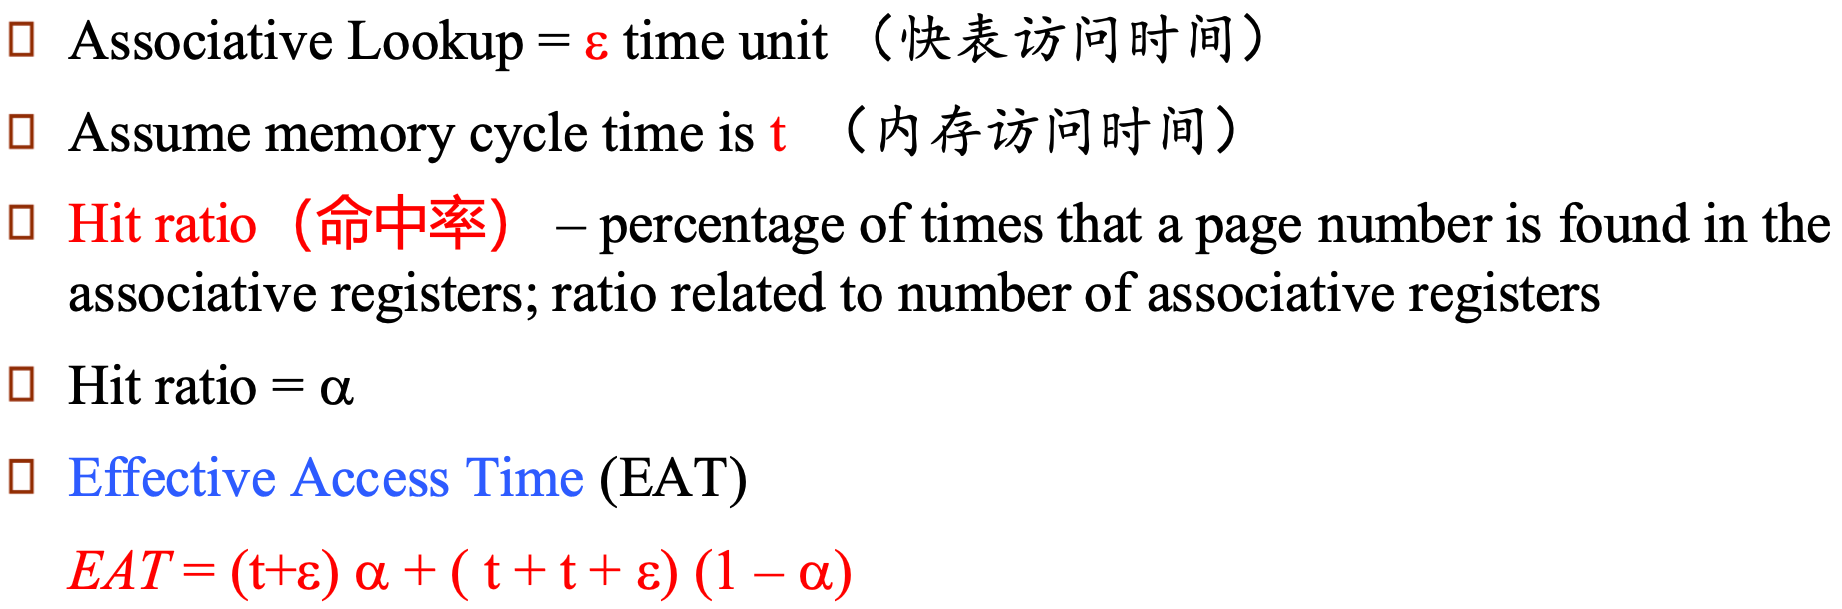 Associative Lookup = ε time unit （快表访问时间）
Assume memory cycle time is t （内存访问时间）
Hit ratio（命中率） – percentage of times that a page number is found in the
associative registers; ratio related to number of associative registers
Hit ratio = α
Effective Access Time (EAT)
EAT = (t+ε) α + ( t + t + ε) (1 – α)